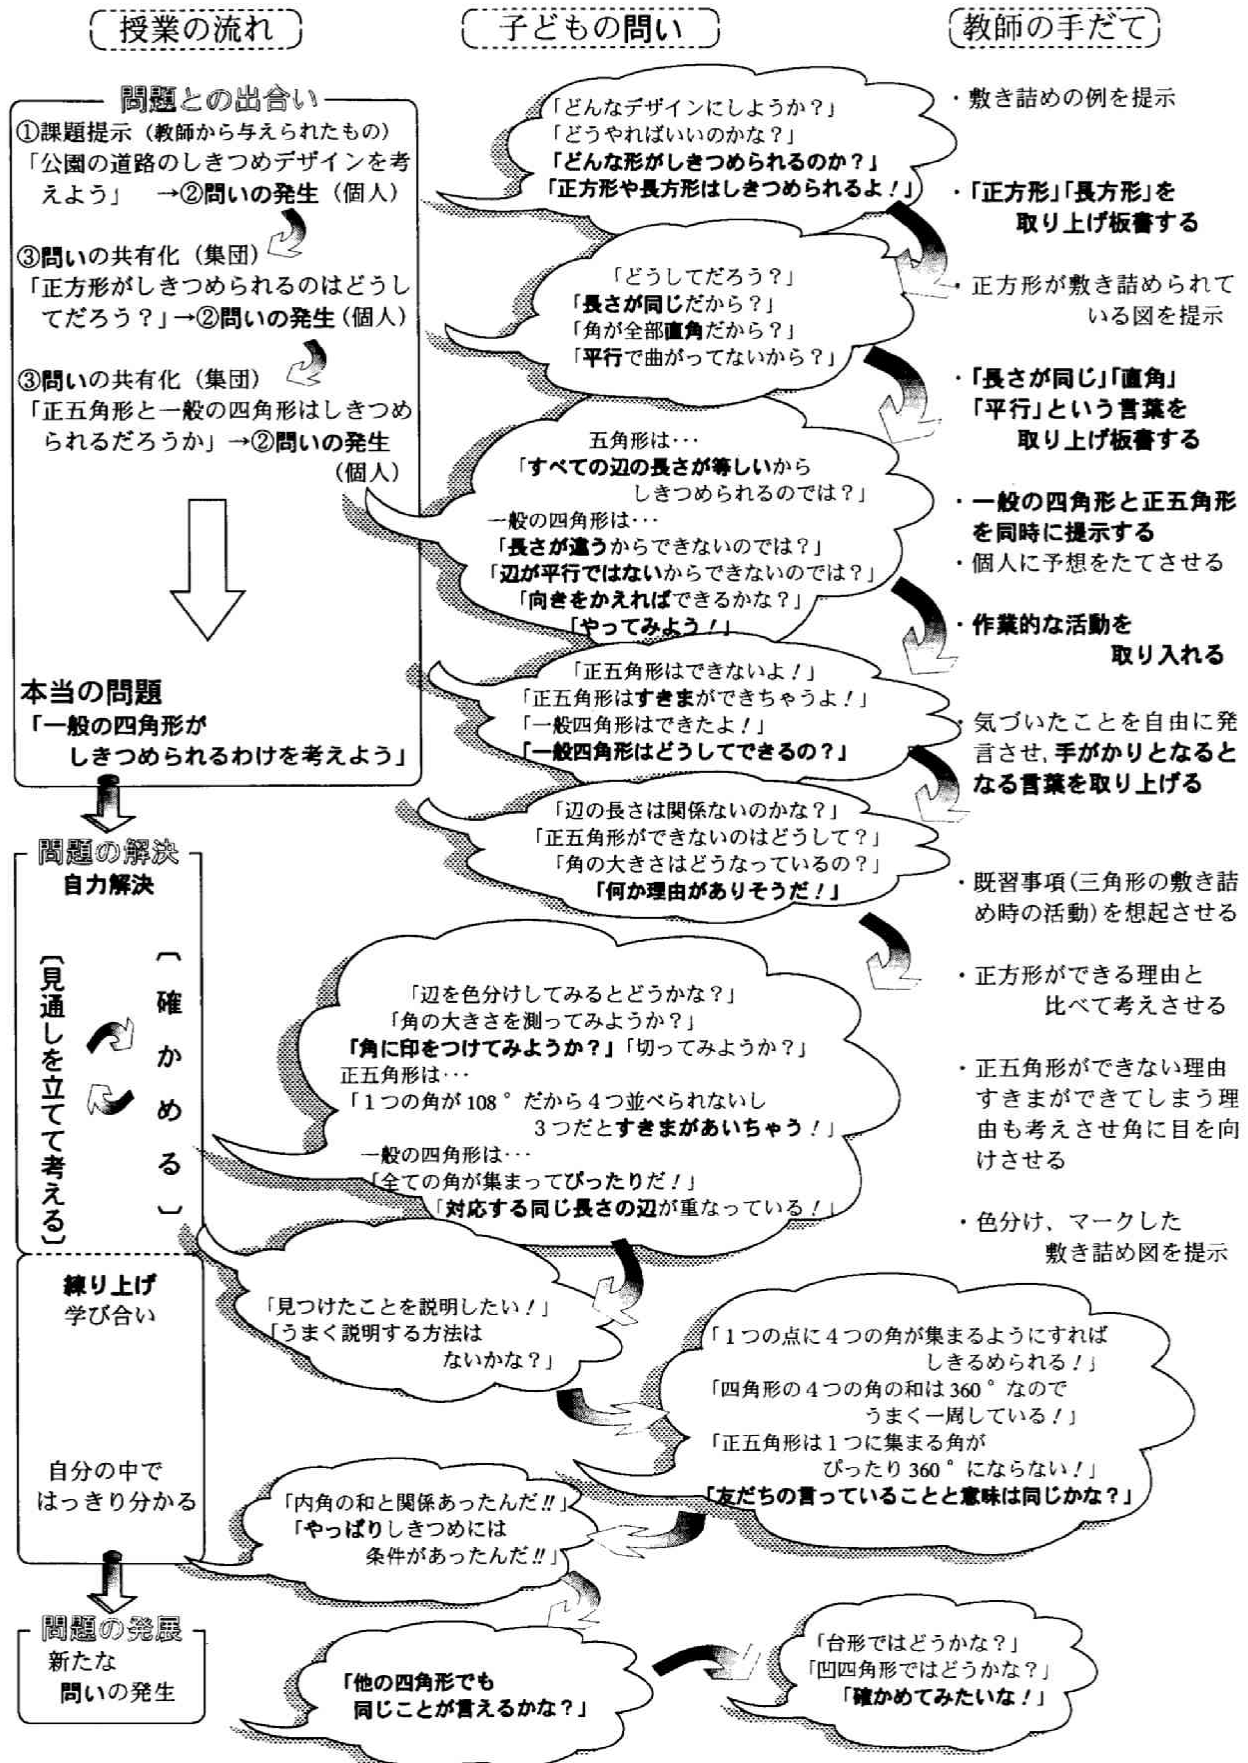 授業の流れ
子どもの問い
教師の手だて
問題との出合い
①課題提示（教師から与えられたもの）
「公園の道路のしきつめデザインを考
えよう」　→②問いの発生（個人）
③問いの共有化（集団）
「正方形がしきつめられるのはどうし
てだろう？」→②問いの発生（個人）
③問いの共有化（集団）
「正五角形と一般の四角形はしきつめ
られるだろうか」→②問いの発生
（個人）
本当の問題
「一般の四角形が
しきつめられるわけを考えよう」
問題の解決
自力解決
〔見通しを立てて考える〕
〔確かめる〕
練り上げ
学び合い
自分の中で
はっきり分かる
問題の発展
新たな
問いの発生
「どんなデザインにしようか？」
「どうやればいいのかな？」
「どんな形がしきつめられるのか？」
「正方形や長方形はしきつめられるよ！」
「どうしてだろう？」
「長さが同じだから？」
「角が全部直角だから？」
「平行で曲がってないから？」
五角形は…
「すべての辺の長さが等しいから
しきつめられるのでは？」
一般の四角形は…
「長さが違うからできないのでは？」
「辺が平行ではないからできないのでは？」
「向きをかえればできるかな？」
「やってみよう！」
「正五角形はできないよ！」
「正五角形はすきまができちゃうよ！」
「一般四角形はできたよ！」
「一般四角形はどうしてできるの？」
「辺の長さは関係ないのかな？」
「正五角形ができないのはどうして？」
「角の大きさはどうなっているの？」
「何か理由がありそうだ！」
「辺を色分けしてみるとどうかな？」
「角の大きさを測ってみようか？」
「角に印をつけてみようか？」「切ってみようか？」
正五角形は…
「１つの角が108°だから４つ並べられないし
３つだとすきまがあいちゃう！」
一般の四角形は…
「全ての角が集まってぴったりだ！」
「対応する同じ長さの辺が重なっている！」
「見つけたことを説明したい！」
「うまく説明する方法は
ないかな？」
「１つの点に４つの角が集まるようにすれば
しきるめられる！」
「四角形の４つの角の和は360°なので
うまく一周している！」
「正五角形は１つに集まる角が
ぴったり360°にならない！」
「友だちの言っていることと意味は同じかな？」
「内角の和と関係あったんだ!!」
「やっぱりしきつめには
条件があったんだ!!」
「他の四角形でも
同じことが言えるかな？」
「台形ではどうかな？」
「凹四角形ではどうかな？」
「確かめてみたいな！」
・敷き詰めの例を提示
・「正方形」「長方形」を
取り上げ板書する
・正方形が敷き詰められて
いる図を提示
・「長さが同じ」「直角」
「平行」という言葉を
取り上げ板書する
・一般の四角形と正五角形
を同時に提示する
・個人に予想をたてさせる
・作業的な活動を
取り入れる
・気づいたことを自由に発
言させ,手がかりとなると
なる言葉を取り上げる
・既習事項(三角形の敷き詰
め時の活動)を想起させる
・正方形ができる理由と
比べて考えさせる
・正五角形ができない理由
すきまができてしまう理
由も考えさせ角に目を向
けさせる
・色分け、マークした
敷き詰め図を提示